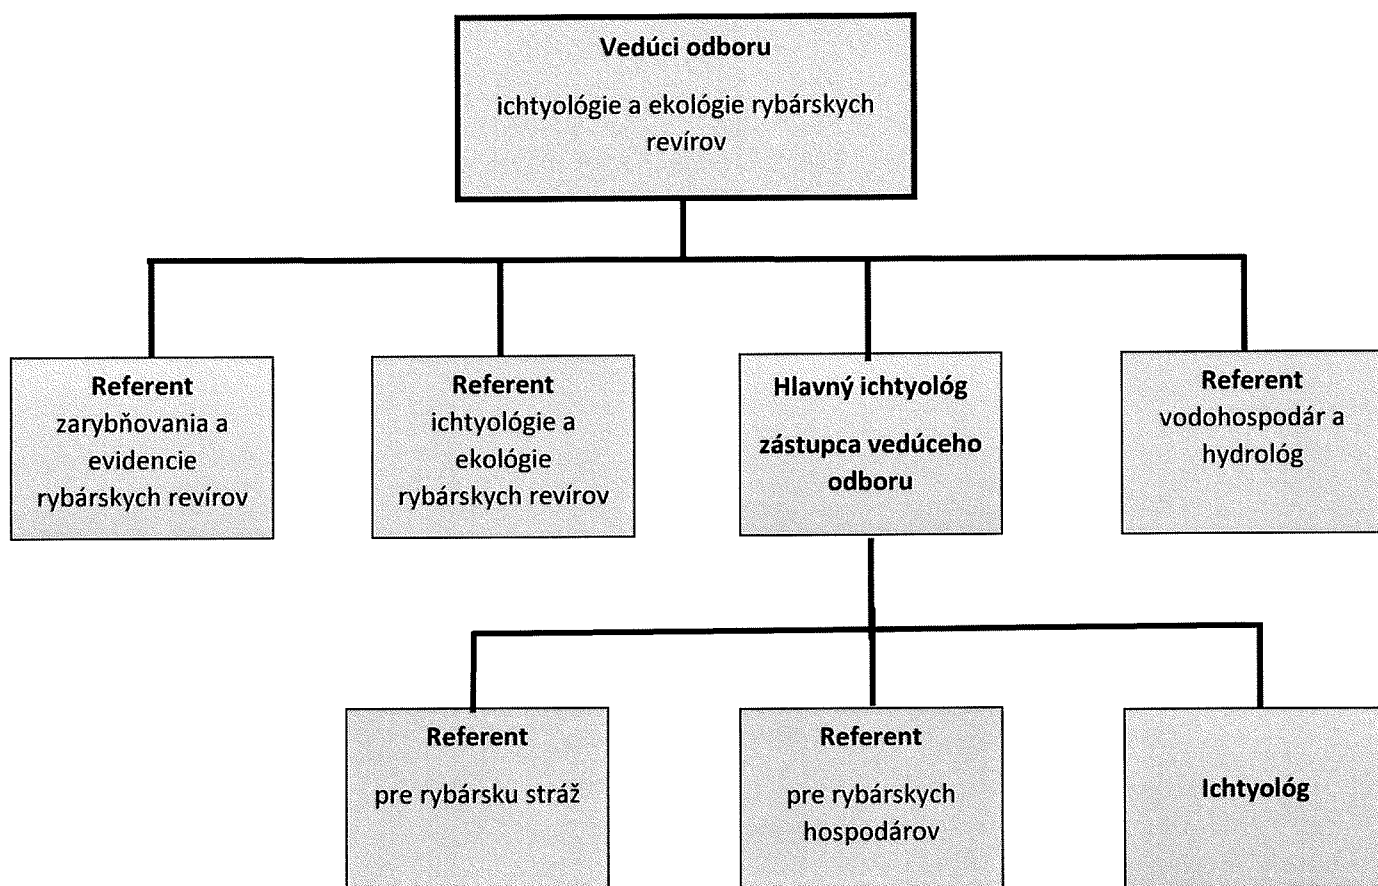 Vedúci odboru
ichtyológie a ekológie rybárskych
revírov
Referent
zarybňovania a
evidencie
rybárskych revírov
Referent
ichtyológie a
ekológie
rybárskych revírov
Hlavný ichtyológ
zástupca vedúceho
odboru
Referent
vodohospodár a
hydrológ
Referent
pre rybársku stráž
Referent
pre rybárskych
hospodárov
Ichtyológ